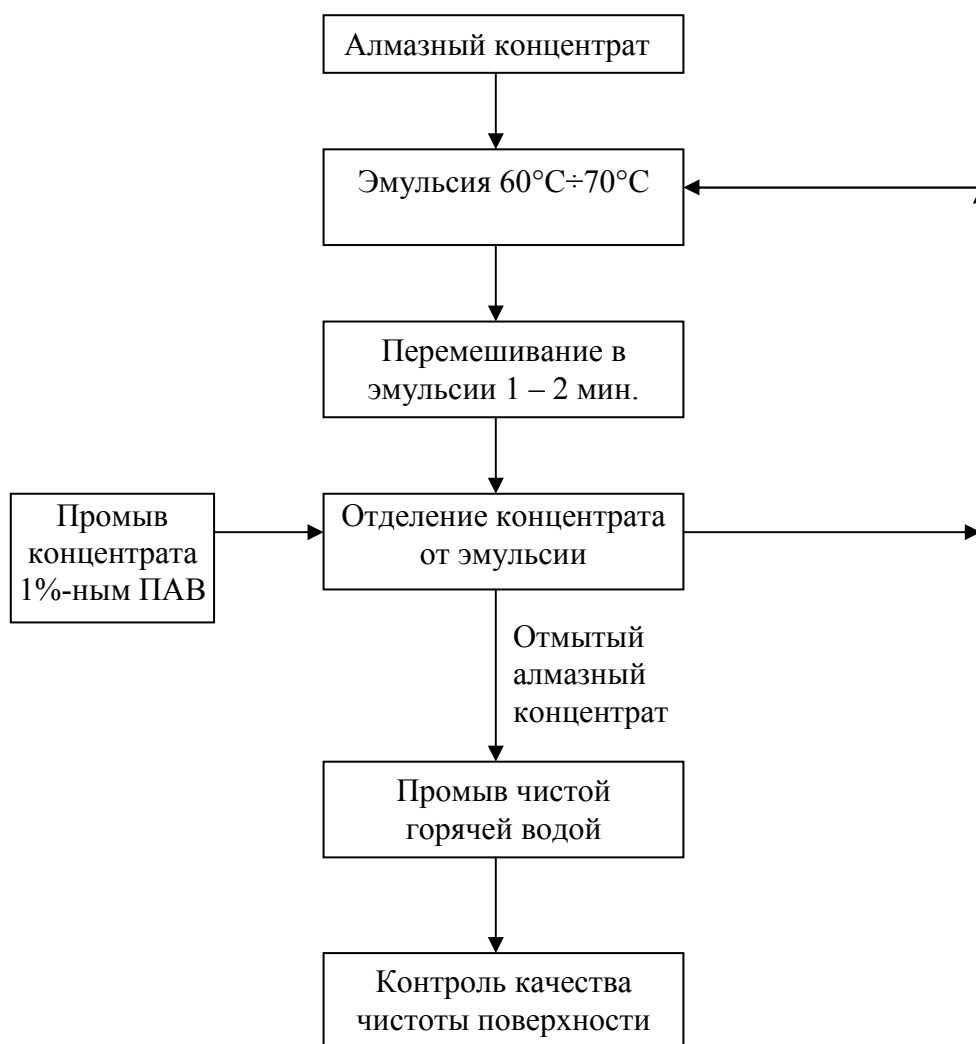 Алмазный концентрат
Эмульсия 60°С÷70°С
Перемешивание в
эмульсии 1 – 2 мин.
Промыв
концентрата
1%-ным ПАВ
Отделение концентрата
от эмульсии
Отмытый
алмазный
концентрат
Промыв чистой
горячей водой
Контроль качества
чистоты поверхности